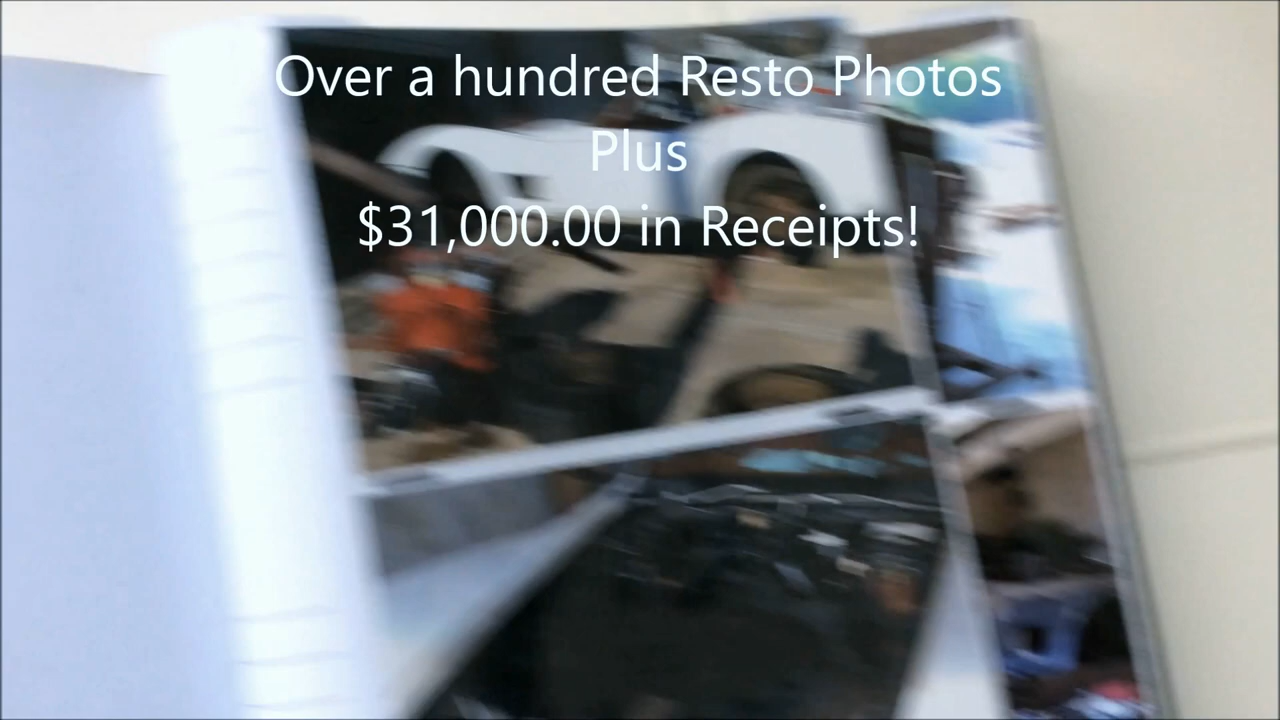 Over a hundred Resto Photos
Plus
$31,000.00 in Receipts!